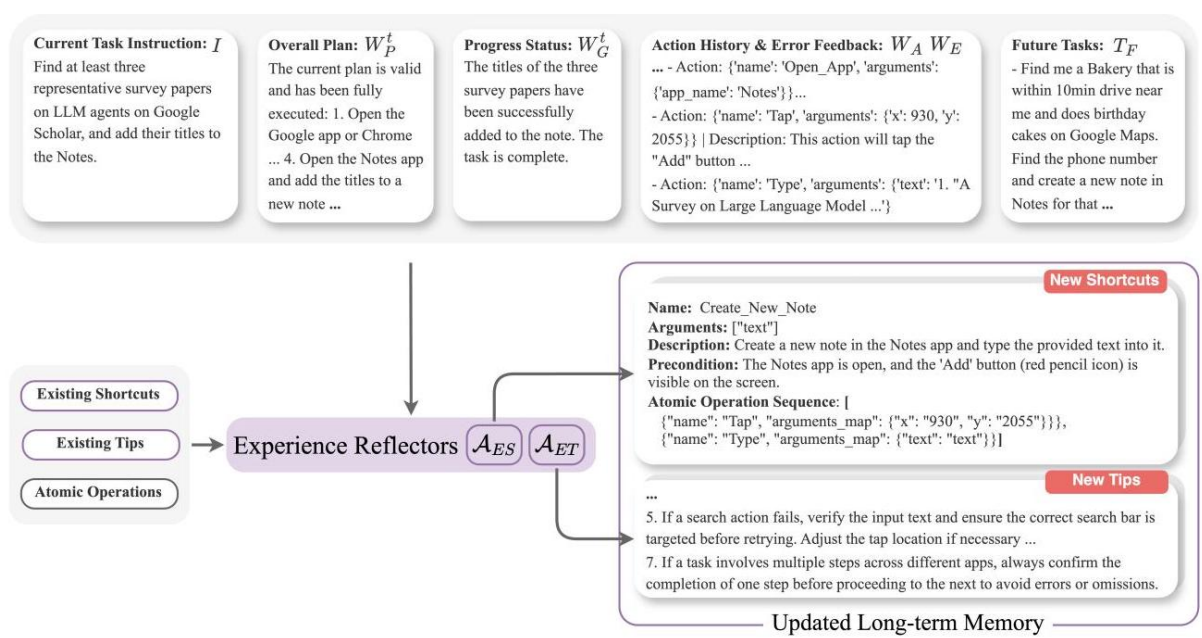 Current Task Instruction: I
Find at least three
representative survey papers
on LLM agents on Google
Scholar, and add their titles to
the Notes.
Overall Plan: W_P^t
The current plan is valid
and has been fully
executed: 1. Open the
Google app or Chrome
... 4. Open the Notes app
and add the titles to a
new note ...
Progress Status: W_G^t
The titles of the three
survey papers have
been successfully
added to the note. The
task is complete.
Action History & Error Feedback: W_A W_E
... - Action: {'name': 'Open_App', 'arguments':
{'app_name': 'Notes'}}...
- Action: {'name': 'Tap', 'arguments': {'x': 930, 'y':
2055}} | Description: This action will tap the
"Add" button ...
- Action: {'name': 'Type', 'arguments': {'text': '1. "A
Survey on Large Language Model ...'}
Future Tasks: T_F
- Find me a Bakery that is
within 10min drive near
me and does birthday
cakes on Google Maps.
Find the phone number
and create a new note in
Notes for that ...
Existing Shortcuts
Existing Tips
Atomic Operations
Experience Reflectors A_ES A_ET
New Shortcuts
Name: Create_New_Note
Arguments: ["text"]
Description: Create a new note in the Notes app and type the provided text into it.
Precondition: The Notes app is open, and the 'Add' button (red pencil icon) is
visible on the screen.
Atomic Operation Sequence: [
{"name": "Tap", "arguments_map": {"x": "930", "y": "2055"}}},
{"name": "Type", "arguments_map": {"text": "text"}}]
New Tips
...
5. If a search action fails, verify the input text and ensure the correct search bar is
targeted before retrying. Adjust the tap location if necessary ...
7. If a task involves multiple steps across different apps, always confirm the
completion of one step before proceeding to the next to avoid errors or omissions.
Updated Long-term Memory